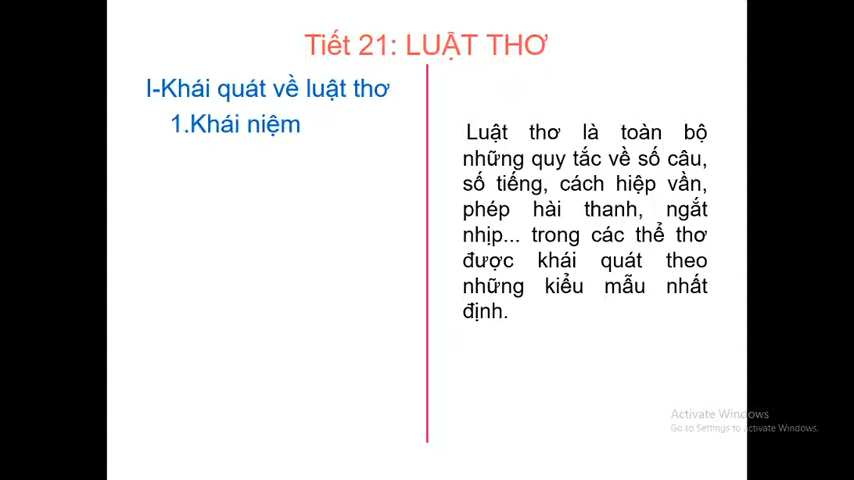 Tiết 21: LUẬT THƠ
I-Khái quát về luật thơ
1.Khái niệm
Luật thơ là toàn bộ
những quy tắc về số câu,
số tiếng, cách hiệp vần,
phép hài thanh, ngắt
nhịp... trong các thể thơ
được khái quát theo
những kiểu mẫu nhất
định.
Activate Windows
Go to Settings to activate Windows.